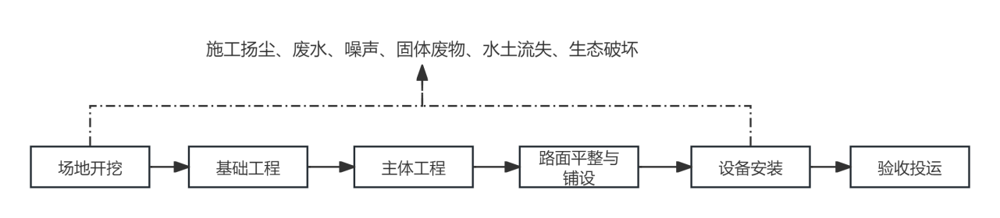 施工扬尘、废水、噪声、固体废物、水土流失、生态破坏
场地开挖
基础工程
主体工程
路面平整与
铺设
设备安装
验收投运